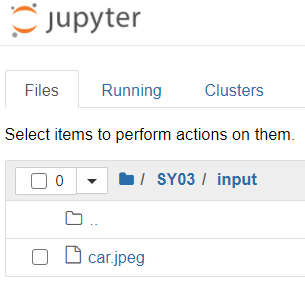 jupyter
Files Running Clusters
Select items to perform actions on them.
0 / SY03 / input
..
car.jpeg